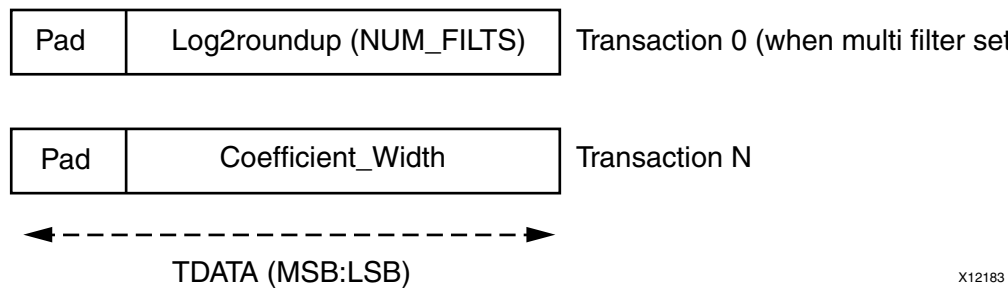 Pad Log2roundup (NUM_FILTS) Transaction 0 (when multi filter set
Pad Coefficient_Width Transaction N
TDATA (MSB:LSB)
X12183